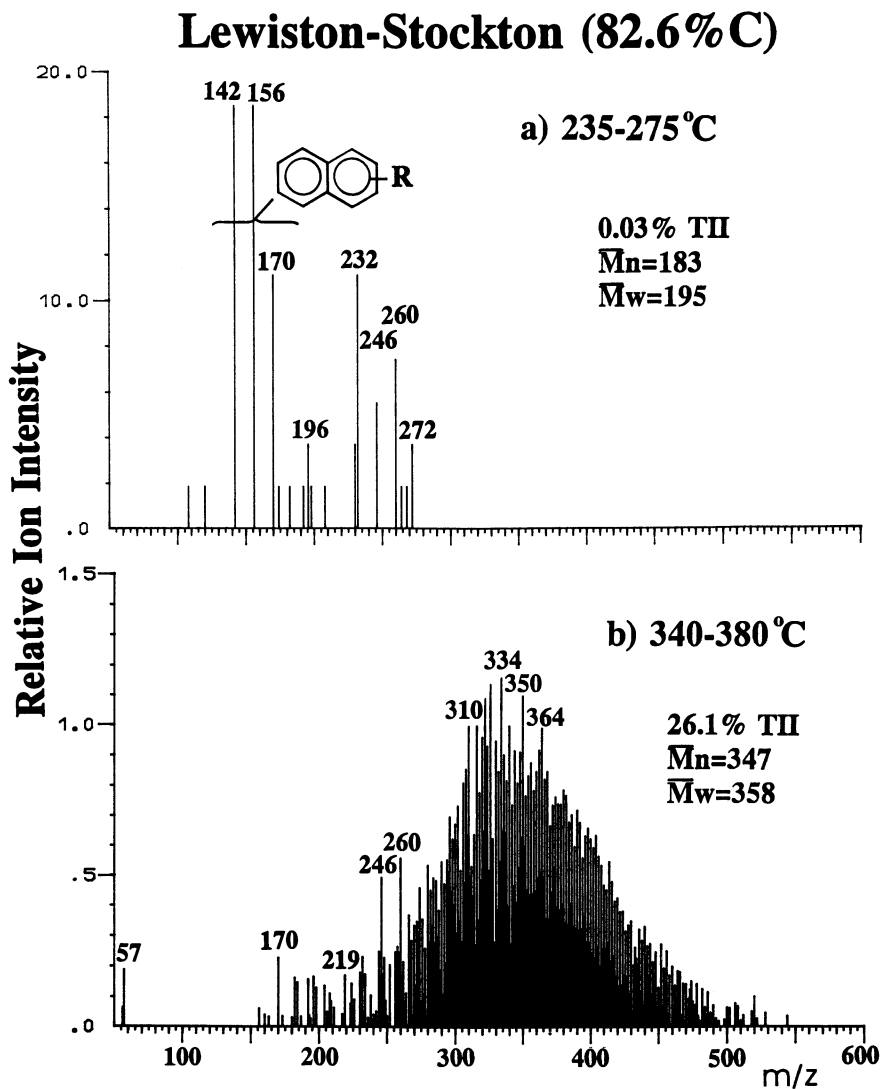 Lewiston-Stockton (82.6%C)
20.0
142 156
a) 235-275°C
R
0.03% TII
M̅n=183
M̅w=195
170
232
10.0
260
246
196
272
.0
Relative Ion Intensity
1.5
b) 340-380°C
334
350
310
364
1.0
26.1% TII
M̅n=347
M̅w=358
260
246
.5
170
219
57
.0
100 200 300 400 500 600
m/z